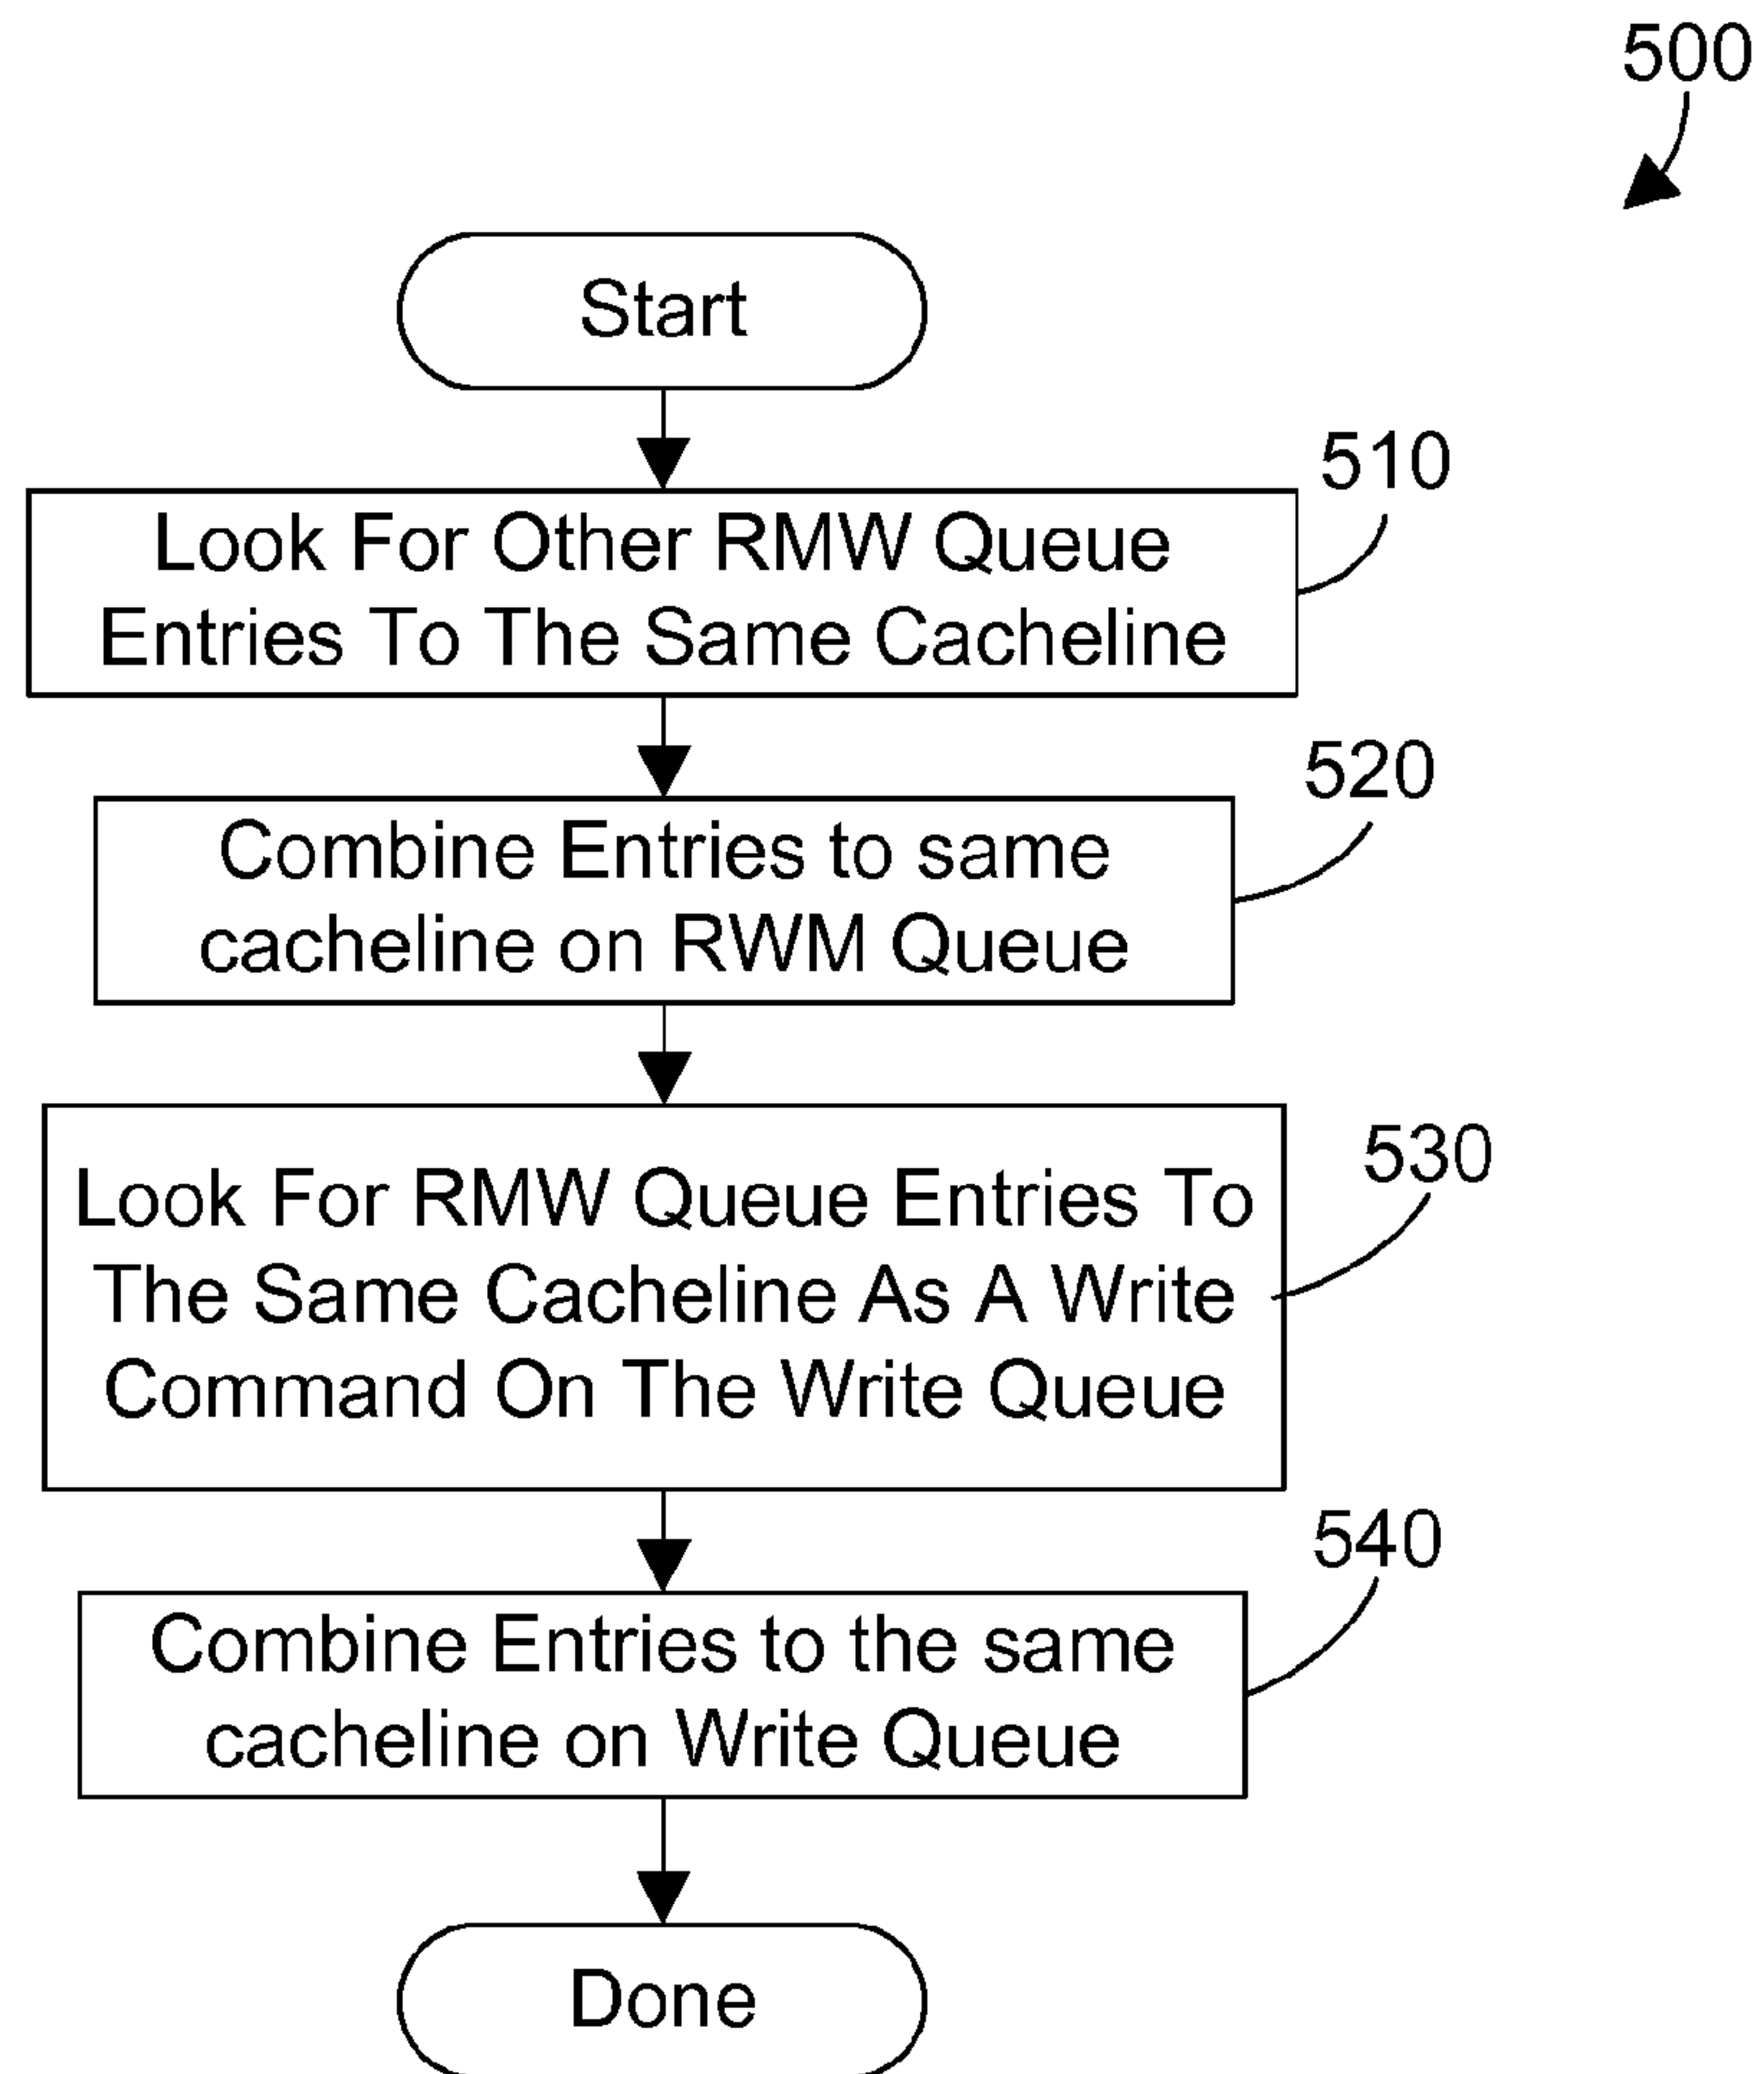 500
Start
510
Look For Other RMW Queue
Entries To The Same Cacheline
520
Combine Entries to same
cacheline on RWM Queue
530
Look For RMW Queue Entries To
The Same Cacheline As A Write
Command On The Write Queue
540
Combine Entries to the same
cacheline on Write Queue
Done